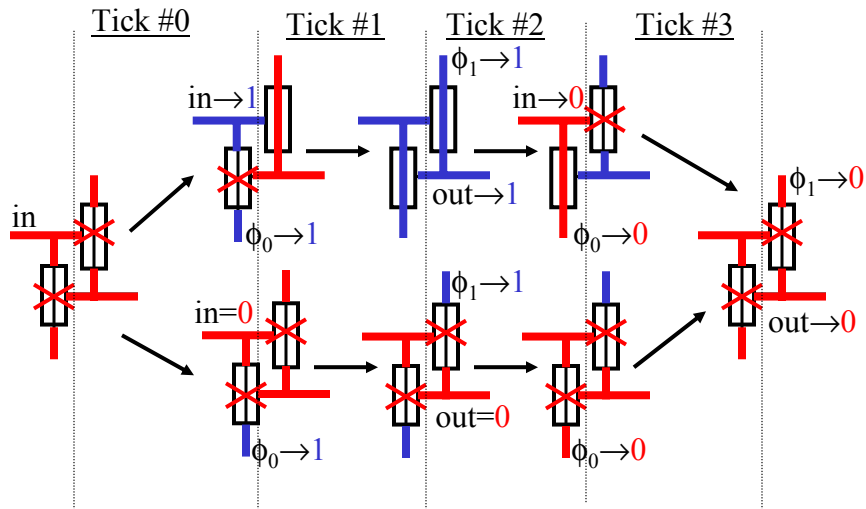 Tick #0 Tick #1 Tick #2 Tick #3
ϕ₁→1
in→1 in→0
ϕ₁→0
out→1
in
ϕ₀→1 ϕ₀→0
ϕ₁→1
in=0
out→0
out=0
ϕ₀→1 ϕ₀→0